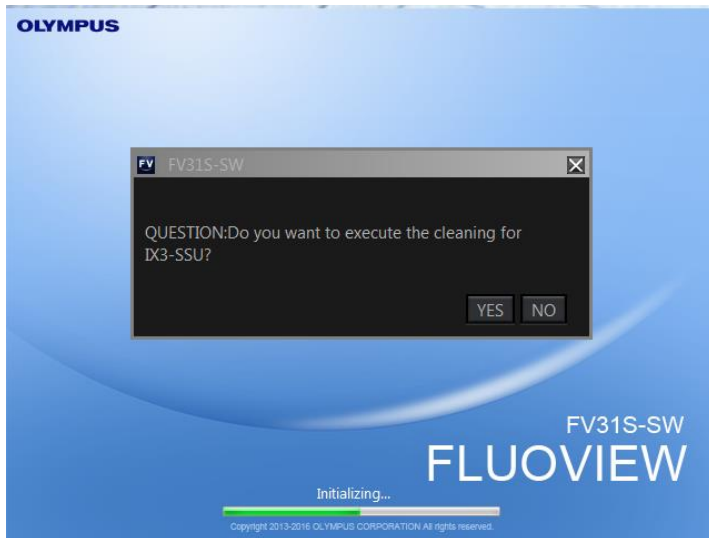 OLYMPUS
FV FV31S-SW
QUESTION:Do you want to execute the cleaning for
IX3-SSU?
YES NO
FV31S-SW
FLUOVIEW
Initializing...
Copyright 2013-2016 OLYMPUS CORPORATION All rights reserved.